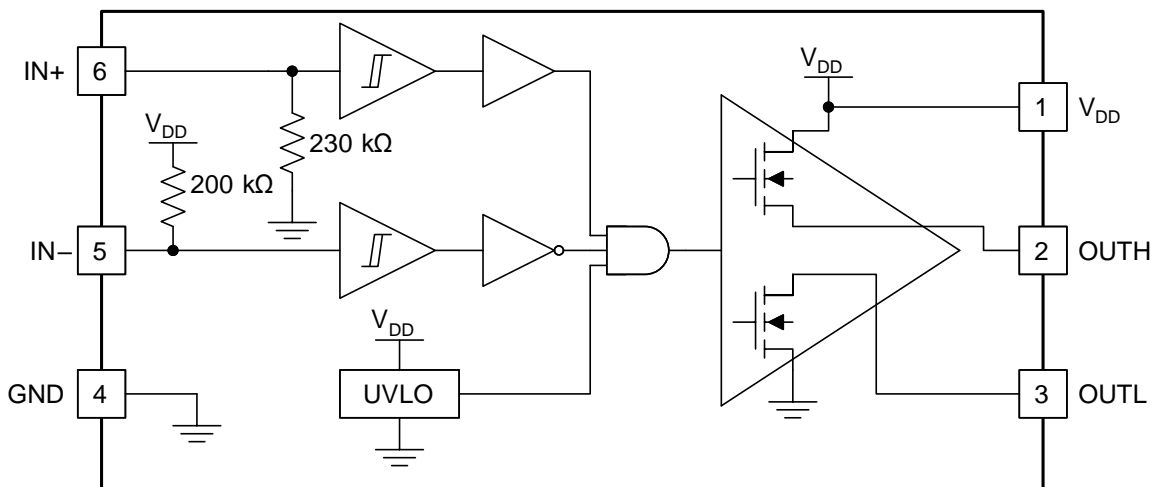 IN+
6
V_DD
200 kΩ
230 kΩ
IN–
5
GND
4
V_DD
UVLO
V_DD
1
V_DD
2
OUTH
3
OUTL